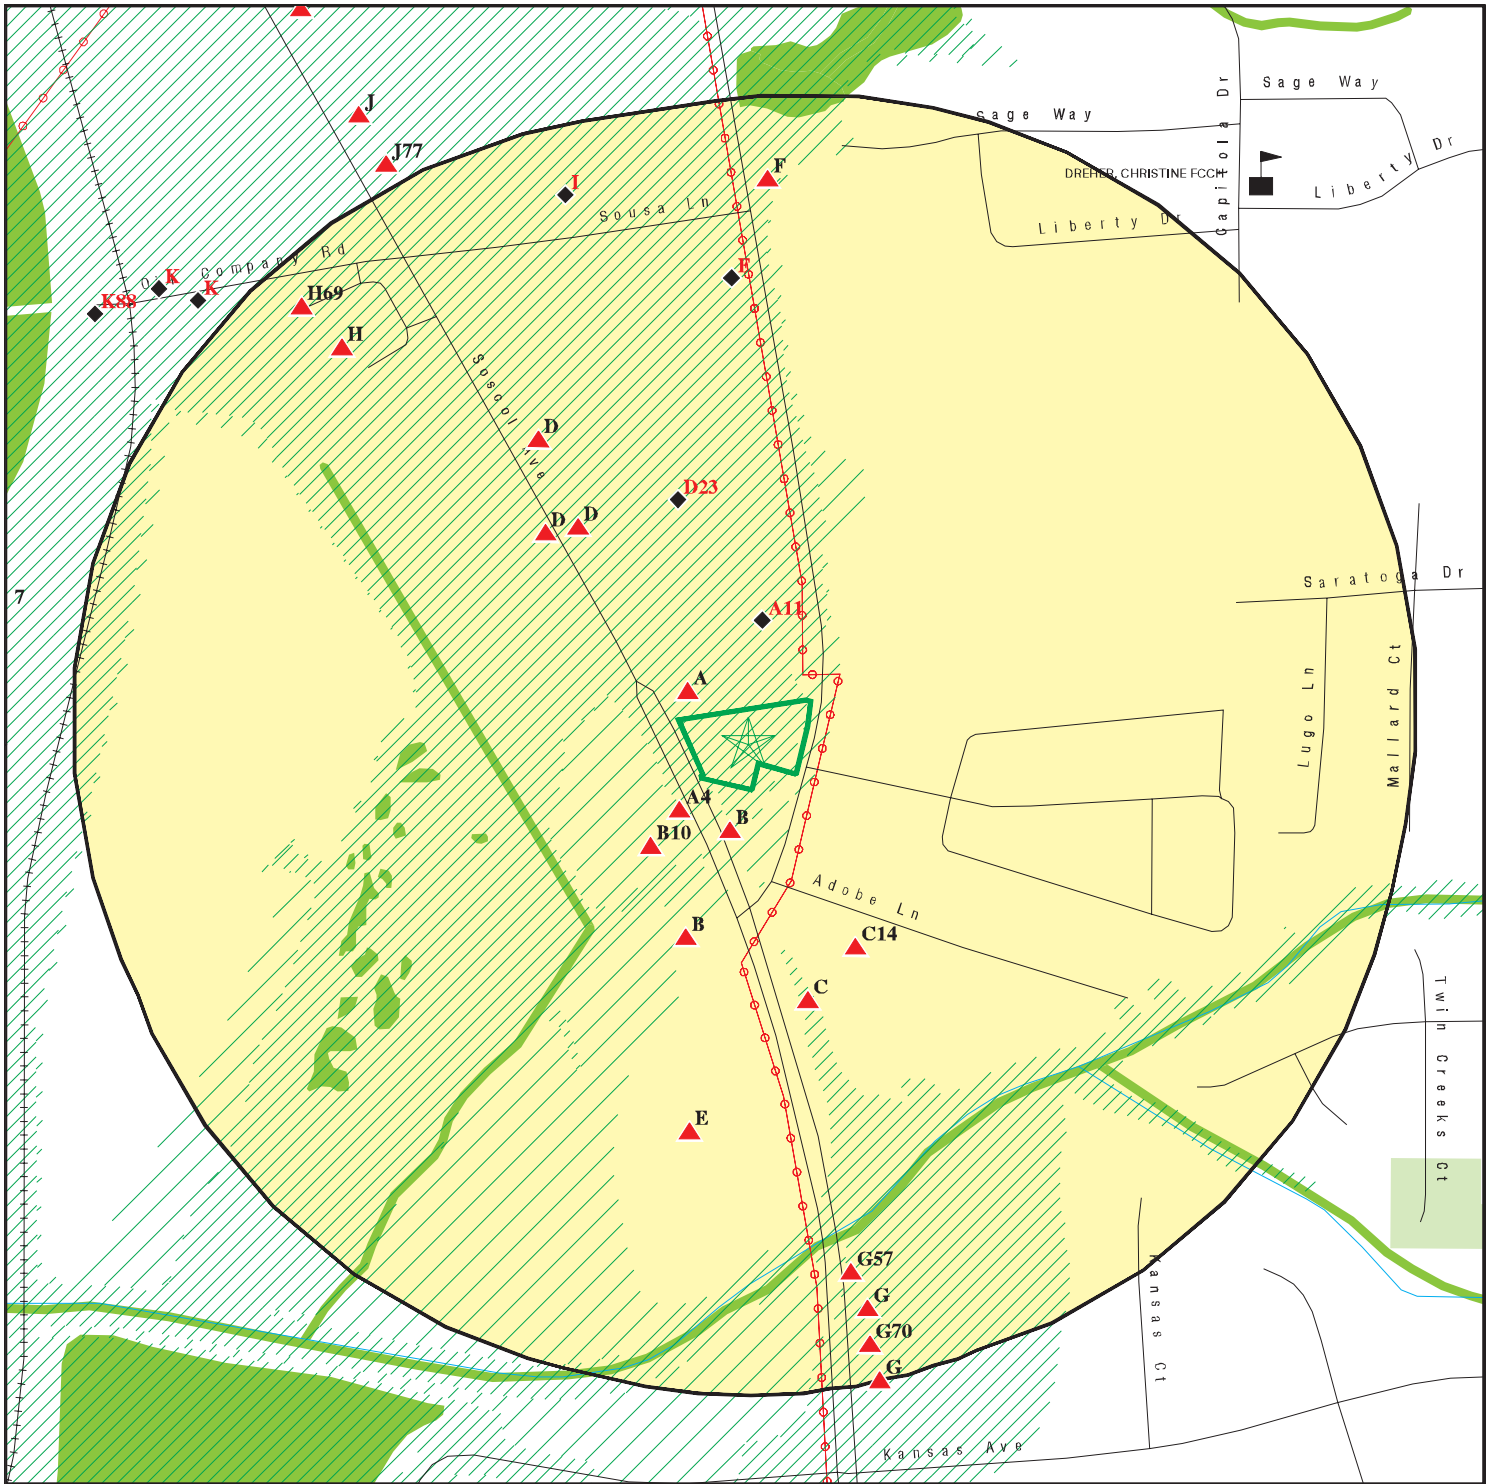 J
Sage Way
Sage Way
Capitola Dr
Liberty Dr
J77
F
I
DREHER, CHRISTINE FCCH
Sousa Ln
Liberty Dr
Company Rd
F
K
K
K88
H69
H
Soscol Ave
D
D23
D
D
Saratoga Dr
7
A11
Lugo Ln
Mallard Ct
A
A4
B
B10
Adobe Ln
B
C14
C
Twin Creeks Ct
E
G57
Kansas Ct
G
G70
G
Kansas Ave